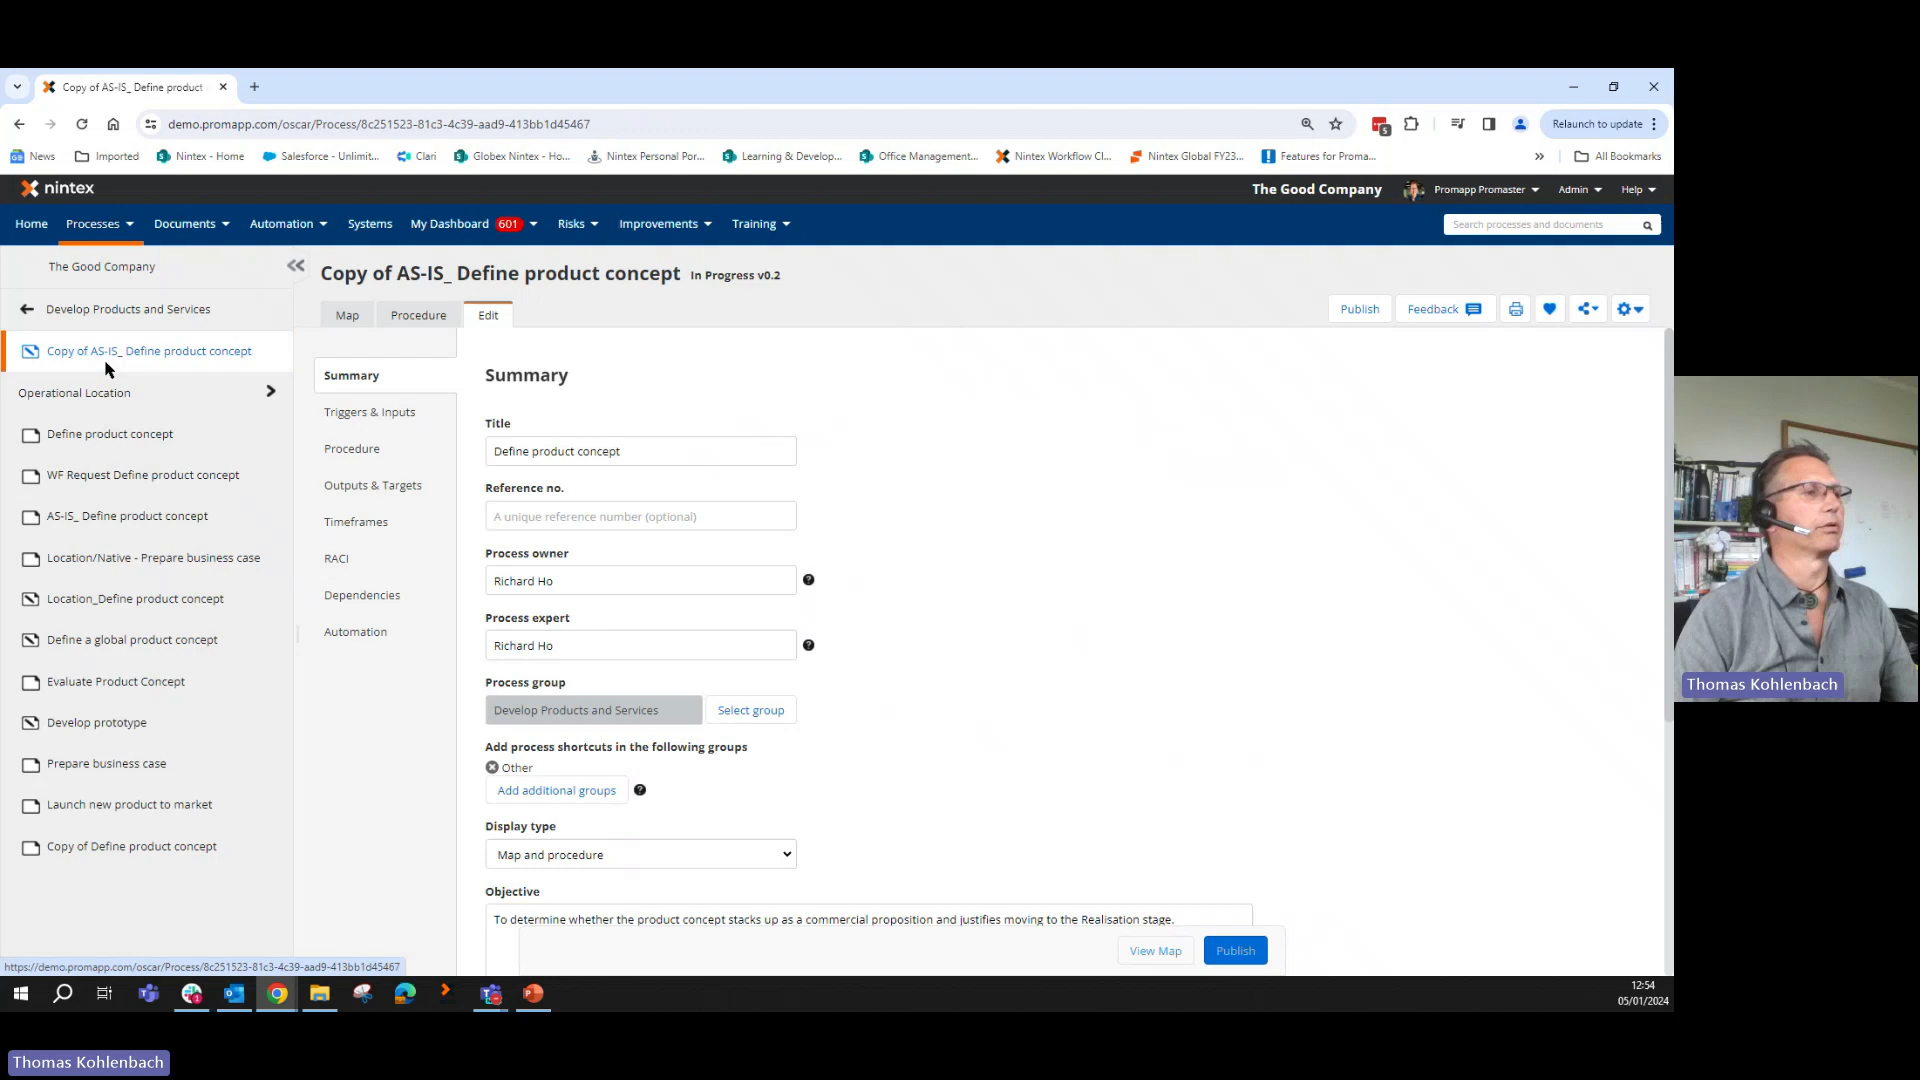 Copy of AS-IS_ Define product
demo.promapp.com/oscar/Process/8c251523-81c3-4c39-aad9-413bb1d45467
5
Relaunch to update
News
Imported
Nintex - Home
Salesforce - Unlimit...
Clari
Globex Nintex - Ho...
Nintex Personal Por...
Learning & Develop...
Office Management...
Nintex Workflow Cl...
Nintex Global FY23...
Features for Proma...
All Bookmarks
nintex
The Good Company
Promapp Promaster
Admin
Help
Home
Processes
Documents
Automation
Systems
My Dashboard 601
Risks
Improvements
Training
Search processes and documents
The Good Company
Develop Products and Services
Copy of AS-IS_ Define product concept
Operational Location
Define product concept
WF Request Define product concept
AS-IS_ Define product concept
Location/Native - Prepare business case
Location_Define product concept
Define a global product concept
Evaluate Product Concept
Develop prototype
Prepare business case
Launch new product to market
Copy of Define product concept
https://demo.promapp.com/oscar/Process/8c251523-81c3-4c39-aad9-413bb1d45467
Copy of AS-IS_ Define product concept In Progress v0.2
Map
Procedure
Edit
Publish
Feedback
Summary
Triggers & Inputs
Procedure
Outputs & Targets
Timeframes
RACI
Dependencies
Automation
Summary
Title
Define product concept
Reference no.
A unique reference number (optional)
Process owner
Richard Ho
Process expert
Richard Ho
Process group
Develop Products and Services
Select group
Add process shortcuts in the following groups
Other
Add additional groups
Display type
Map and procedure
Objective
To determine whether the product concept stacks up as a commercial proposition and justifies moving to the Realisation stage.
View Map
Publish
12:54
05/01/2024
Thomas Kohlenbach
Thomas Kohlenbach